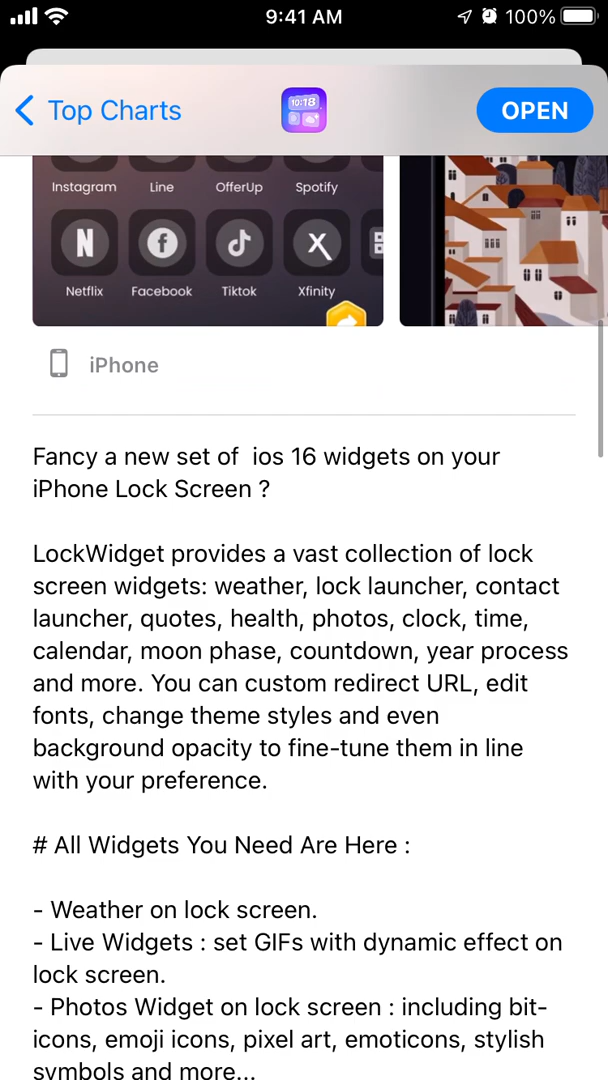 9:41 AM
100%
Top Charts
10:18
OPEN
Instagram
Line
OfferUp
Spotify
N
f
X
Netflix
Facebook
Tiktok
Xfinity
iPhone
Fancy a new set of  ios 16 widgets on your
iPhone Lock Screen ?
LockWidget provides a vast collection of lock
screen widgets: weather, lock launcher, contact
launcher, quotes, health, photos, clock, time,
calendar, moon phase, countdown, year process
and more. You can custom redirect URL, edit
fonts, change theme styles and even
background opacity to fine-tune them in line
with your preference.
# All Widgets You Need Are Here :
- Weather on lock screen.
- Live Widgets : set GIFs with dynamic effect on
lock screen.
- Photos Widget on lock screen : including bit-
icons, emoji icons, pixel art, emoticons, stylish
symbols and more...